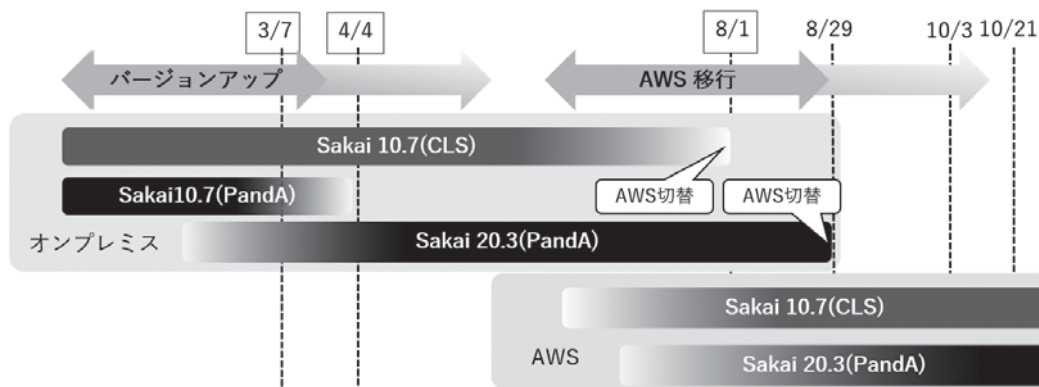 3/7
4/4
8/1
8/29
10/3
10/21
バージョンアップ
AWS 移行
Sakai 10.7(CLS)
AWS切替
AWS切替
Sakai10.7(PandA)
オンプレミス
Sakai 20.3(PandA)
Sakai 10.7(CLS)
AWS
Sakai 20.3(PandA)